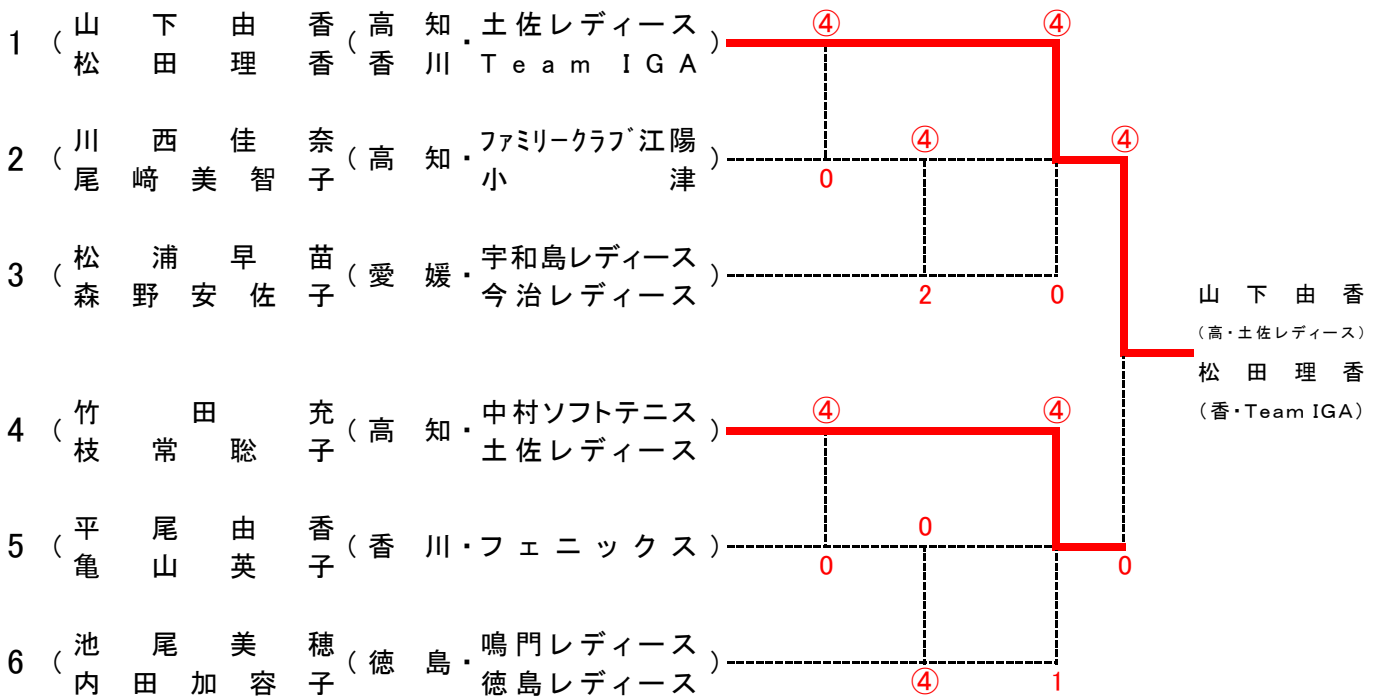 ④ ④
山下由香 高知・土佐レディース
1 ( ( )
松田理香 香川 Team IGA
川西佳奈 ファミリークラブ江陽 ④ ④
2 ( (高知・ )
尾﨑美智子 小津 0
松浦早苗 宇和島レディース
3 ( (愛媛・ )
森野安佐子 今治レディース 2 0
山下由香
(高・土佐レディース)
松田理香
(香・Team IGA)
竹田充 中村ソフトテニス ④ ④
4 ( (高知・ )
枝常聡子 土佐レディース
平尾由香 0
5 ( (香川・フェニックス)
亀山英子 0 0
池尾美穂 鳴門レディース
6 ( (徳島・ )
内田加容子 徳島レディース ④ 1